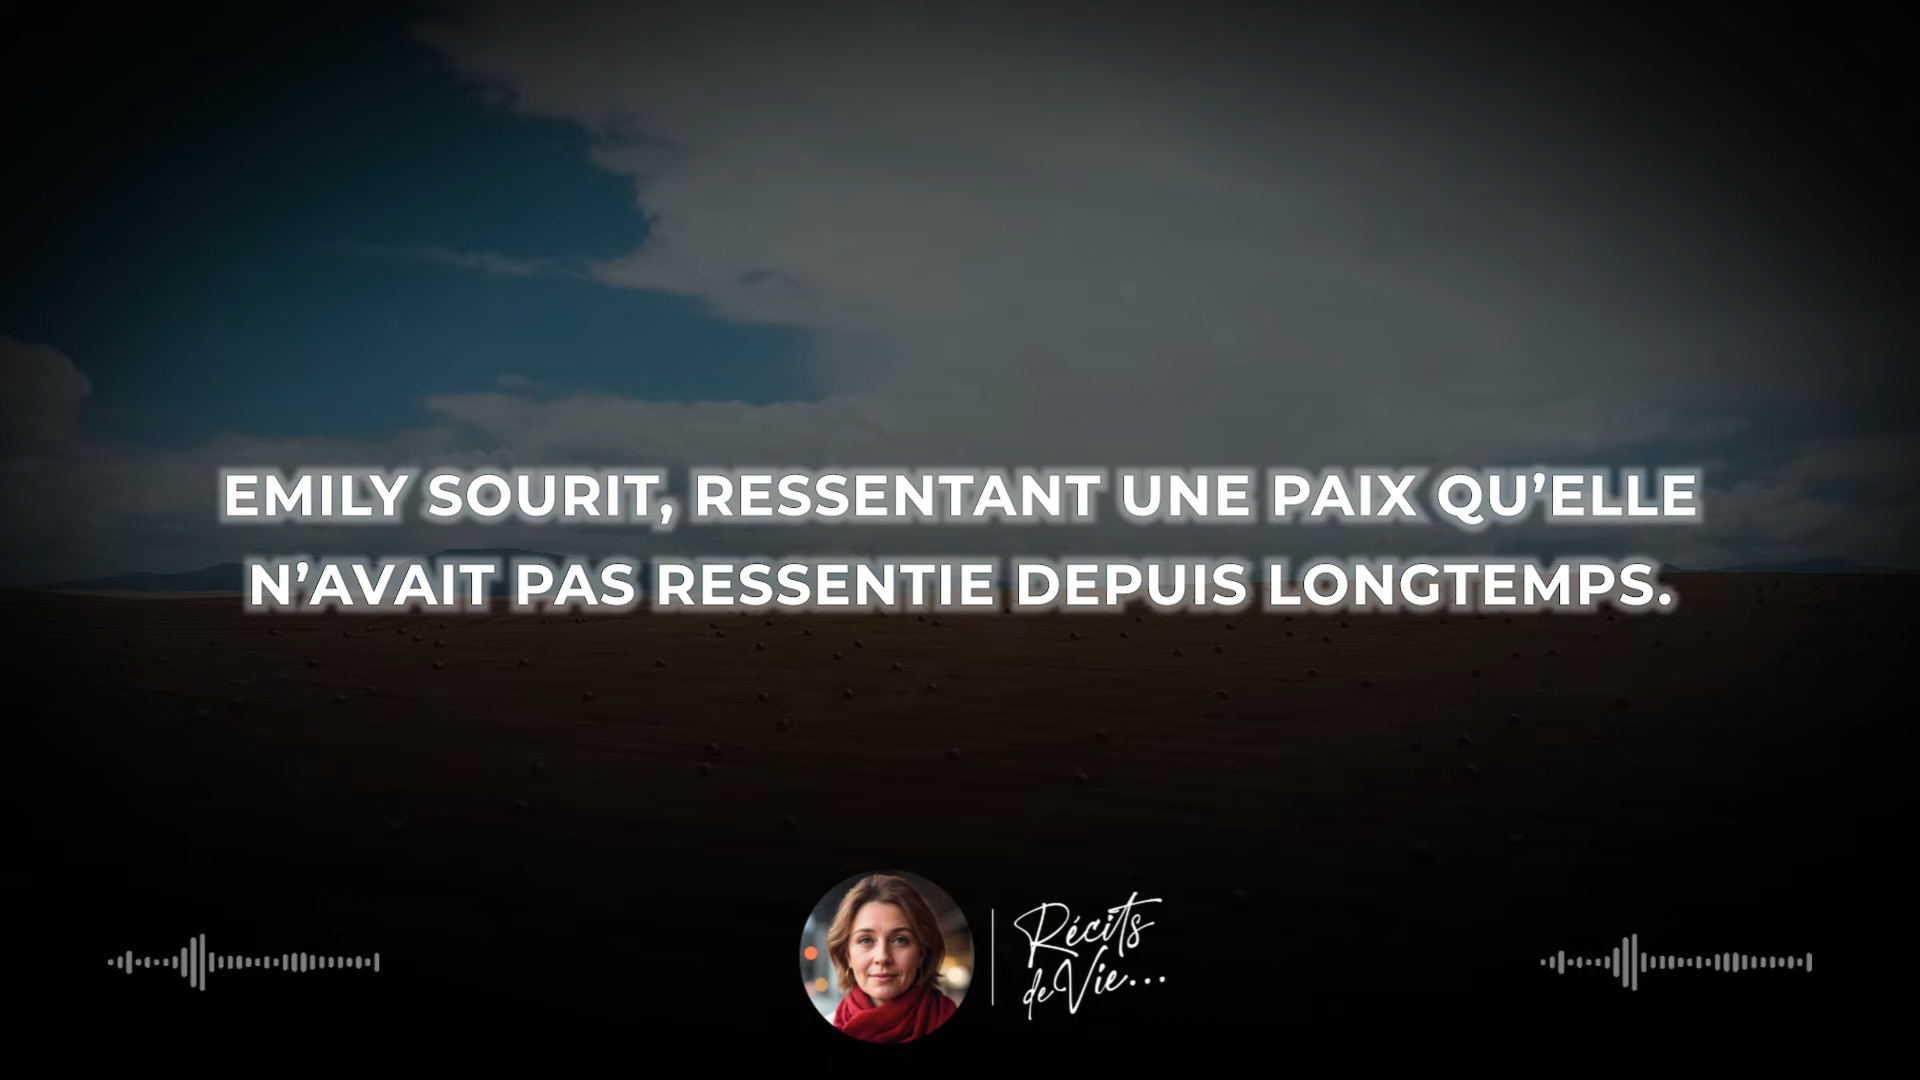 EMILY SOURIT, RESSENTANT UNE PAIX QU’ELLE
N’AVAIT PAS RESSENTIE DEPUIS LONGTEMPS.
Récits
de Vie...